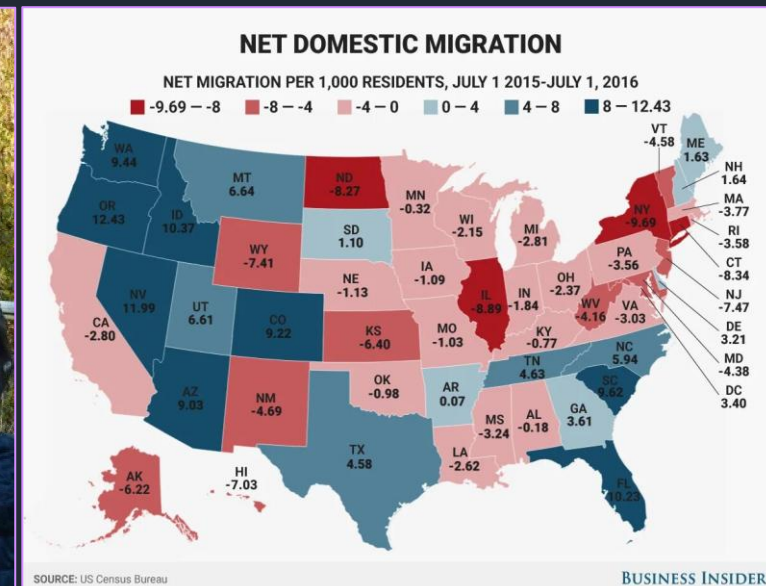 NET DOMESTIC MIGRATION
NET MIGRATION PER 1,000 RESIDENTS, JULY 1 2015-JULY 1, 2016
-9.69 — -8
-8 — -4
-4 — 0
0 — 4
4 — 8
8 — 12.43
WA
9.44
OR
12.43
ID
10.37
MT
6.64
ND
-8.27
MN
-0.32
WI
-2.15
MI
-2.81
NY
-9.69
VT
-4.58
ME
1.63
NH
1.64
MA
-3.77
RI
-3.58
CT
-8.34
NJ
-7.47
DE
3.21
MD
-4.38
DC
3.40
WY
-7.41
SD
1.10
NE
-1.13
IA
-1.09
IL
-8.89
IN
-1.84
OH
-2.37
PA
-3.56
WV
-4.16
VA
-3.03
CA
-2.80
NV
11.99
UT
6.61
CO
9.22
KS
-6.40
MO
-1.03
KY
-0.77
TN
4.63
NC
5.94
SC
9.62
AZ
9.03
NM
-4.69
OK
-0.98
AR
0.07
MS
-3.24
AL
-0.18
GA
3.61
TX
4.58
LA
-2.62
FL
10.23
AK
-6.22
HI
-7.03
SOURCE: US Census Bureau
BUSINESS INSIDER